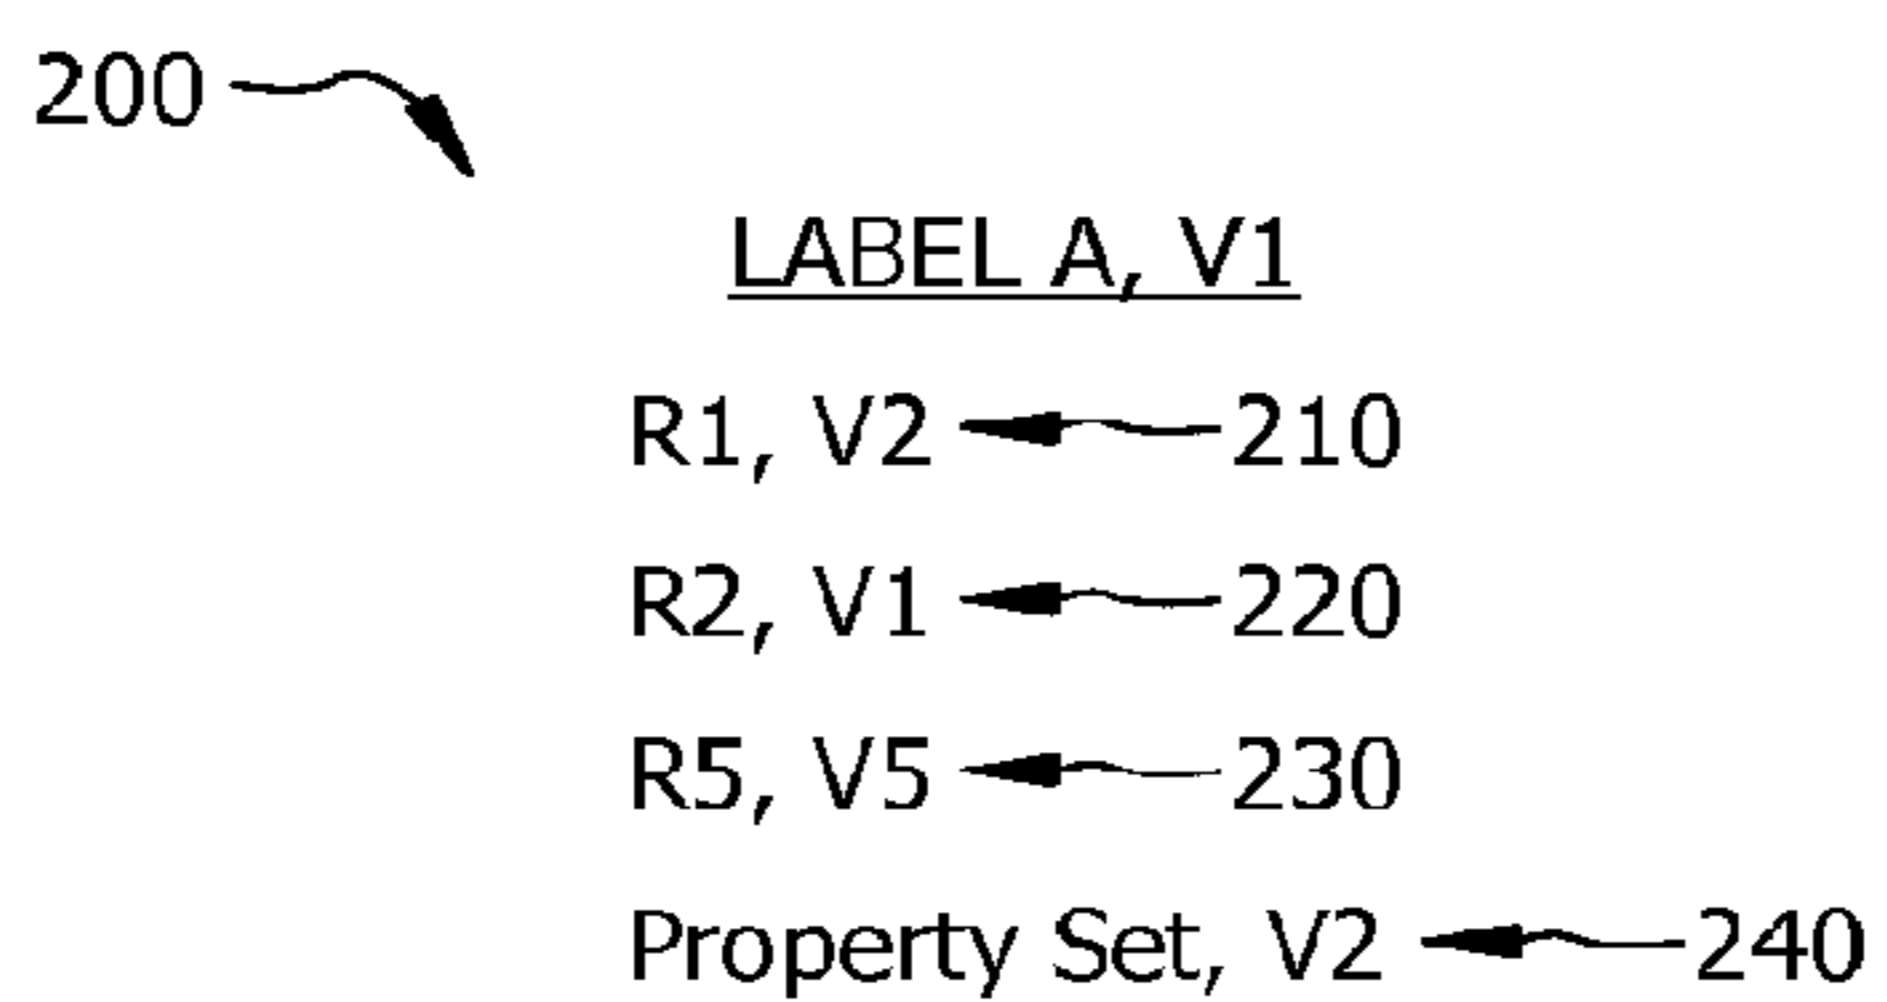 200
LABEL A, V1
R1, V2 210
R2, V1 220
R5, V5 230
Property Set, V2 240